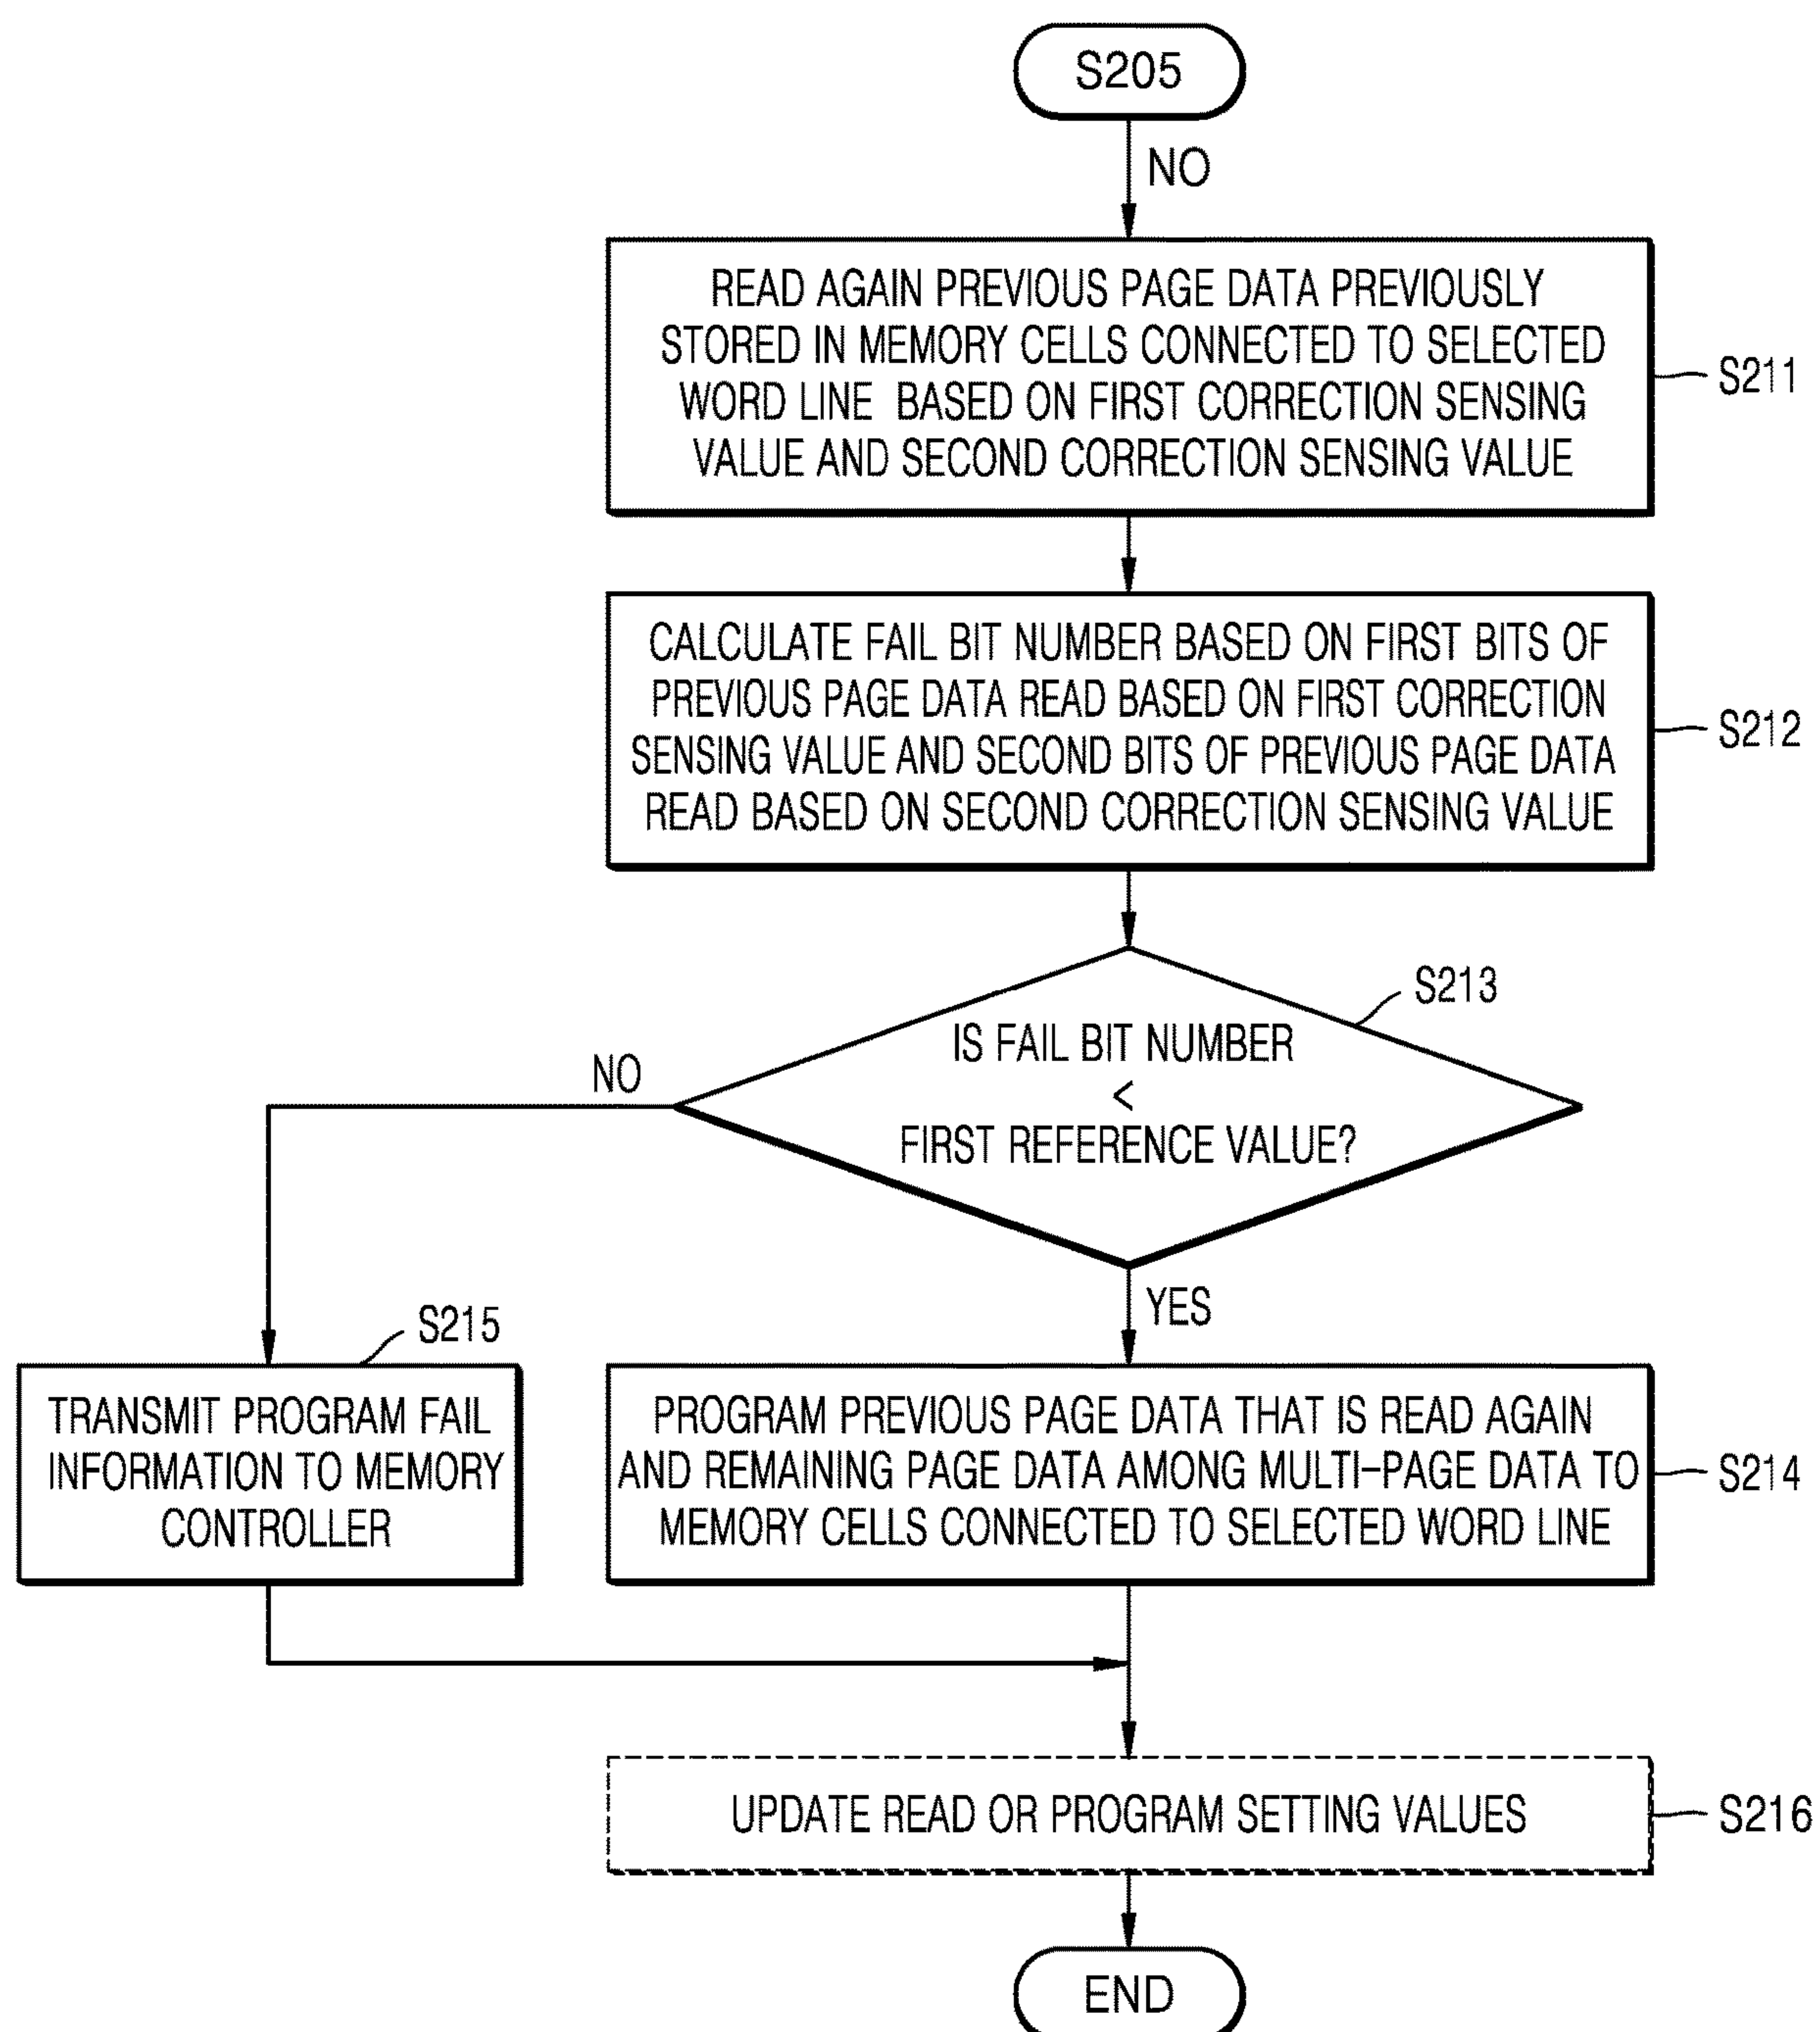 S205
NO
READ AGAIN PREVIOUS PAGE DATA PREVIOUSLY
STORED IN MEMORY CELLS CONNECTED TO SELECTED
WORD LINE BASED ON FIRST CORRECTION SENSING
VALUE AND SECOND CORRECTION SENSING VALUE
S211
CALCULATE FAIL BIT NUMBER BASED ON FIRST BITS OF
PREVIOUS PAGE DATA READ BASED ON FIRST CORRECTION
SENSING VALUE AND SECOND BITS OF PREVIOUS PAGE DATA
READ BASED ON SECOND CORRECTION SENSING VALUE
S212
S213
IS FAIL BIT NUMBER
<
FIRST REFERENCE VALUE?
NO
YES
S215
TRANSMIT PROGRAM FAIL
INFORMATION TO MEMORY
CONTROLLER
PROGRAM PREVIOUS PAGE DATA THAT IS READ AGAIN
AND REMAINING PAGE DATA AMONG MULTI-PAGE DATA TO
MEMORY CELLS CONNECTED TO SELECTED WORD LINE
S214
UPDATE READ OR PROGRAM SETTING VALUES
S216
END